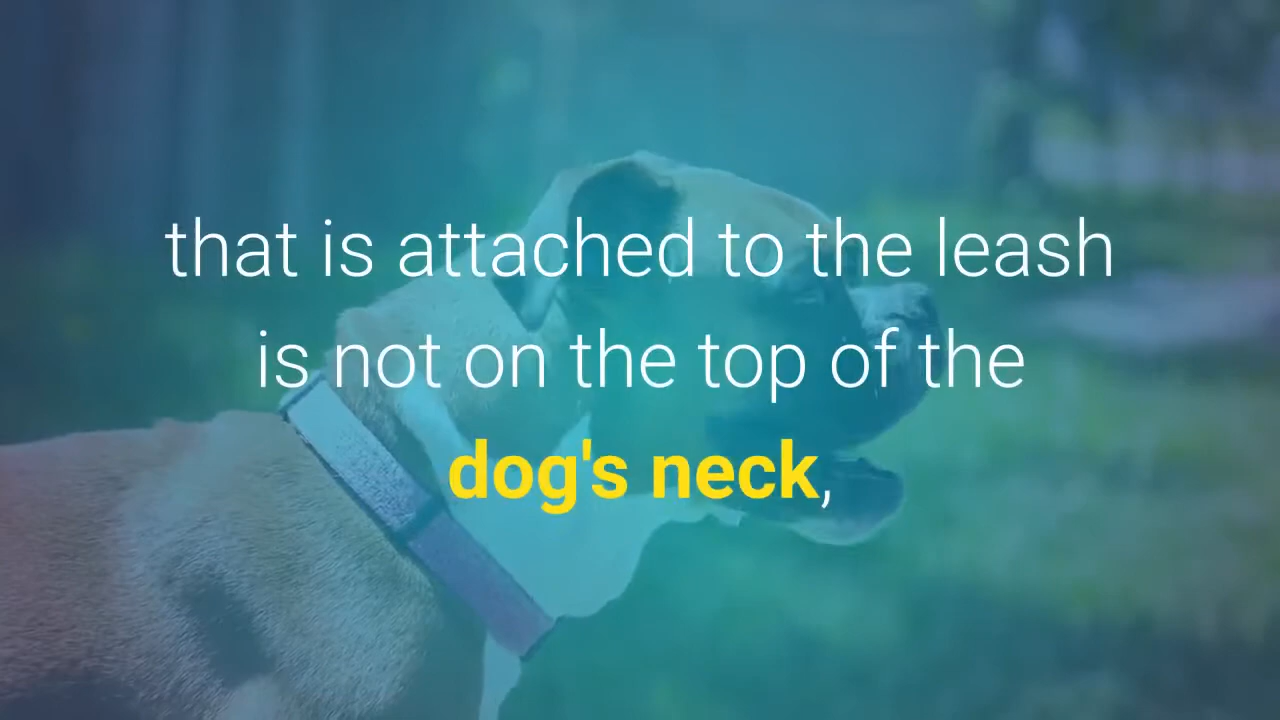 that is attached to the leash
is not on the top of the
dog's neck,